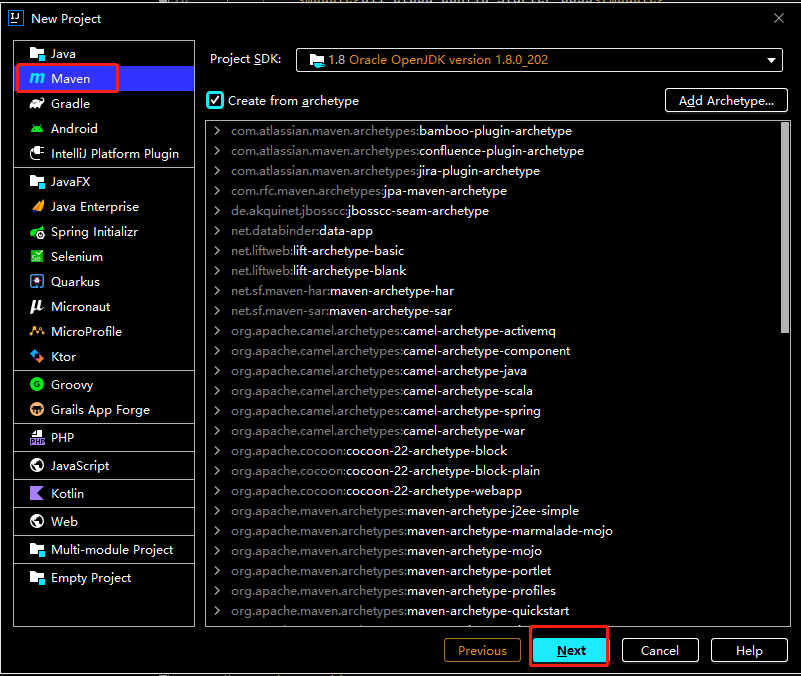 New Project
Java
Maven
Gradle
Android
IntelliJ Platform Plugin
JavaFX
Java Enterprise
Spring Initializr
Selenium
Quarkus
Micronaut
MicroProfile
Ktor
Groovy
Grails App Forge
PHP
JavaScript
Kotlin
Web
Multi-module Project
Empty Project
Project SDK: 1.8 Oracle OpenJDK version 1.8.0_202
Create from archetype
Add Archetype...
com.atlassian.maven.archetypes:bamboo-plugin-archetype
com.atlassian.maven.archetypes:confluence-plugin-archetype
com.atlassian.maven.archetypes:jira-plugin-archetype
com.rfc.maven.archetypes:jpa-maven-archetype
de.akquinet.jbosscc:jbosscc-seam-archetype
net.databinder:data-app
net.liftweb:lift-archetype-basic
net.liftweb:lift-archetype-blank
net.sf.maven-har:maven-archetype-har
net.sf.maven-sar:maven-archetype-sar
org.apache.camel.archetypes:camel-archetype-activemq
org.apache.camel.archetypes:camel-archetype-component
org.apache.camel.archetypes:camel-archetype-java
org.apache.camel.archetypes:camel-archetype-scala
org.apache.camel.archetypes:camel-archetype-spring
org.apache.camel.archetypes:camel-archetype-war
org.apache.cocoon:cocoon-22-archetype-block
org.apache.cocoon:cocoon-22-archetype-block-plain
org.apache.cocoon:cocoon-22-archetype-webapp
org.apache.maven.archetypes:maven-archetype-j2ee-simple
org.apache.maven.archetypes:maven-archetype-marmalade-mojo
org.apache.maven.archetypes:maven-archetype-mojo
org.apache.maven.archetypes:maven-archetype-portlet
org.apache.maven.archetypes:maven-archetype-profiles
org.apache.maven.archetypes:maven-archetype-quickstart
Previous
Next
Cancel
Help